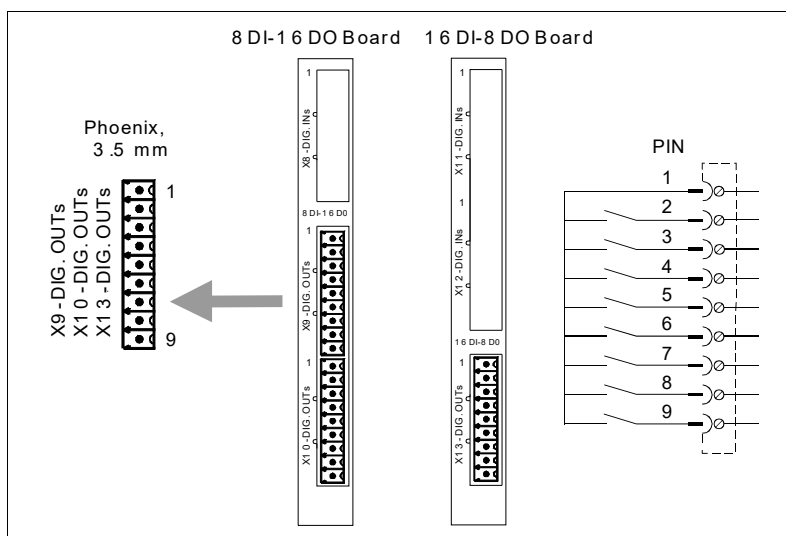 8 DI-16 DO Board
16 DI-8 DO Board
Phoenix,
3.5 mm
1
9
X9-DIG. OUTs
X10-DIG. OUTs
X13-DIG. OUTs
1
X8-DIG. INs
8 DI-16 D0
1
X9-DIG. OUTs
1
X10-DIG. OUTs
1
X11-DIG. INs
1
X12-DIG. INs
16 DI-8 D0
1
X13-DIG. OUTs
PIN
1
2
3
4
5
6
7
8
9